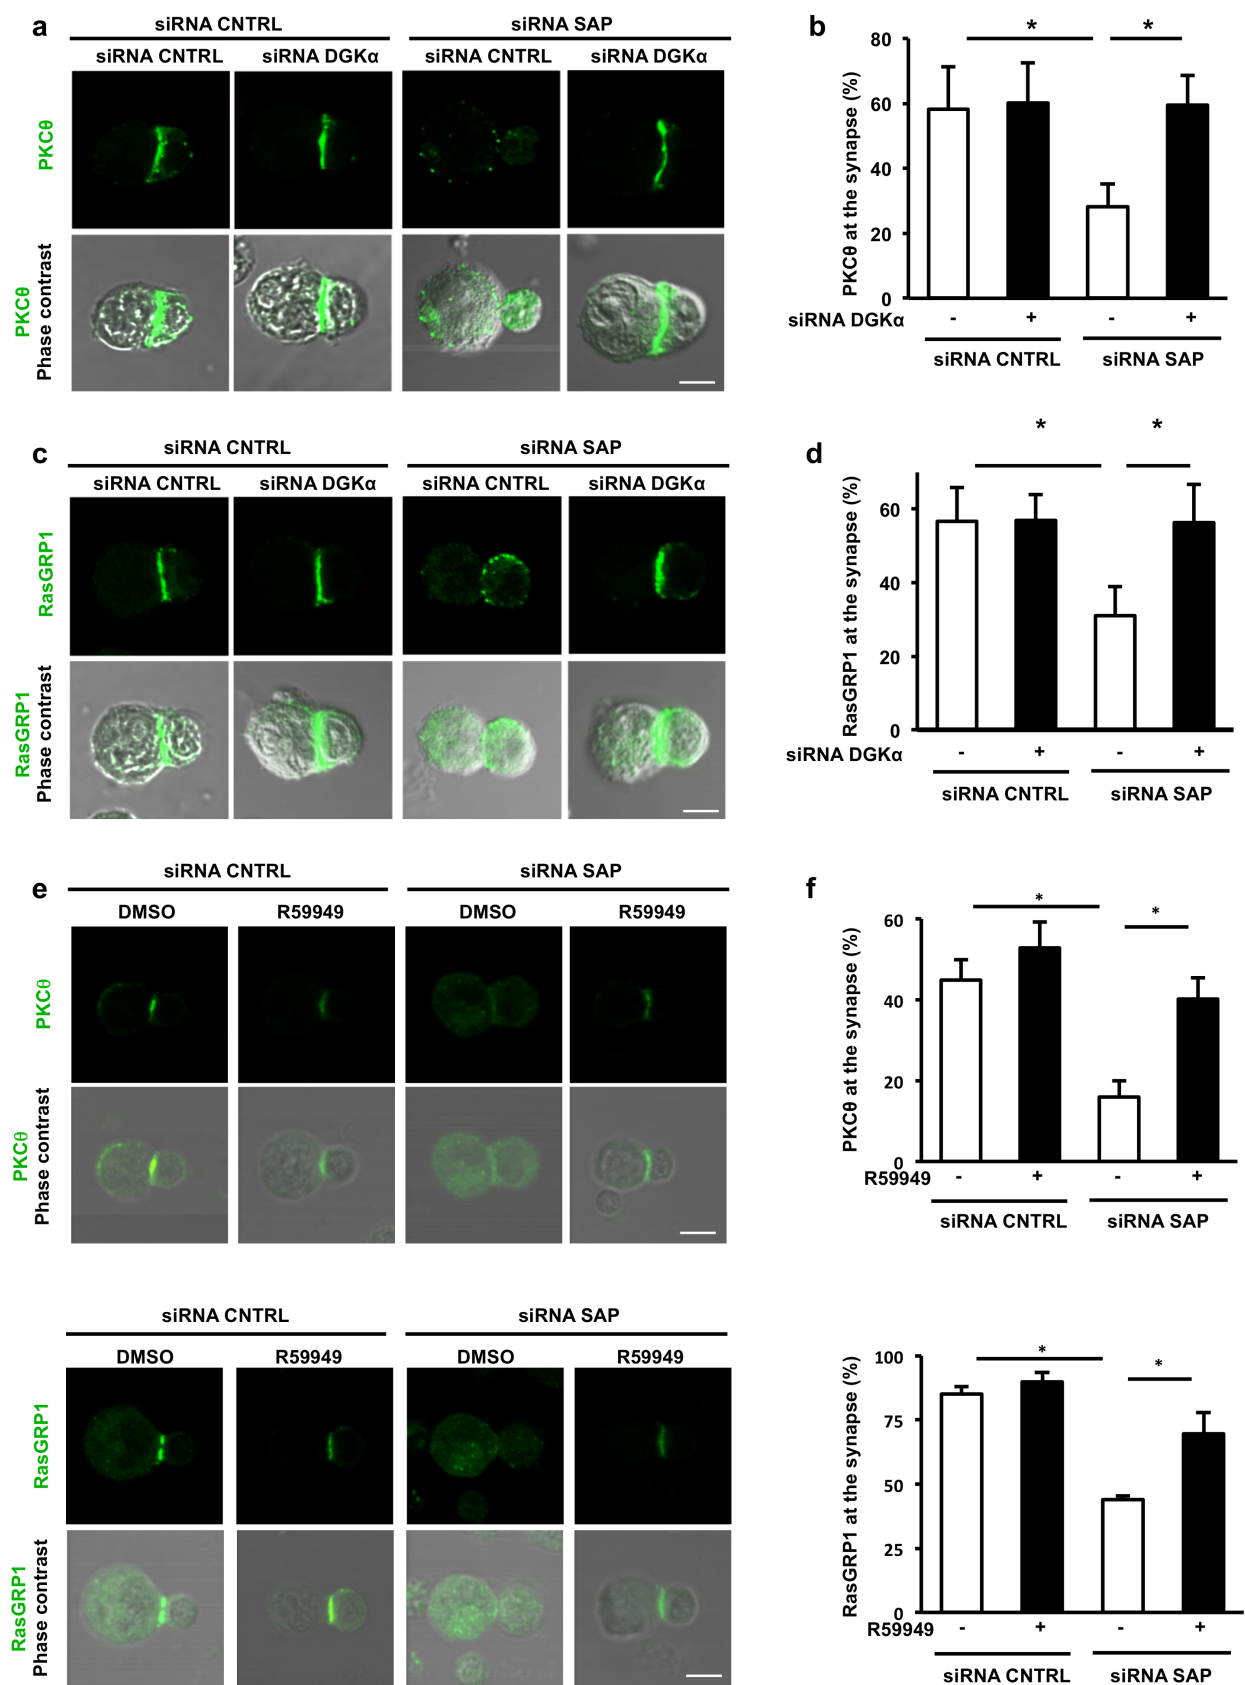 a
siRNA CNTRL
siRNA SAP
siRNA CNTRL
siRNA DGKα
siRNA CNTRL
siRNA DGKα
PKCθ
PKCθ
Phase contrast
b
* *
PKCθ at the synapse (%)
80
60
40
20
0
siRNA DGKα - + - +
siRNA CNTRL siRNA SAP
c
siRNA CNTRL
siRNA SAP
siRNA CNTRL
siRNA DGKα
siRNA CNTRL
siRNA DGKα
RasGRP1
RasGRP1
Phase contrast
d
* *
RasGRP1 at the synapse (%)
60
40
20
0
siRNA DGKα - + - +
siRNA CNTRL siRNA SAP
e
siRNA CNTRL
siRNA SAP
DMSO
R59949
DMSO
R59949
PKCθ
PKCθ
Phase contrast
f
* *
PKCθ at the synapse (%)
60
40
20
0
R59949 - + - +
siRNA CNTRL siRNA SAP
siRNA CNTRL
siRNA SAP
DMSO
R59949
DMSO
R59949
RasGRP1
RasGRP1
Phase contrast
* *
RasGRP1 at the synapse (%)
100
75
50
25
0
R59949 - + - +
siRNA CNTRL siRNA SAP